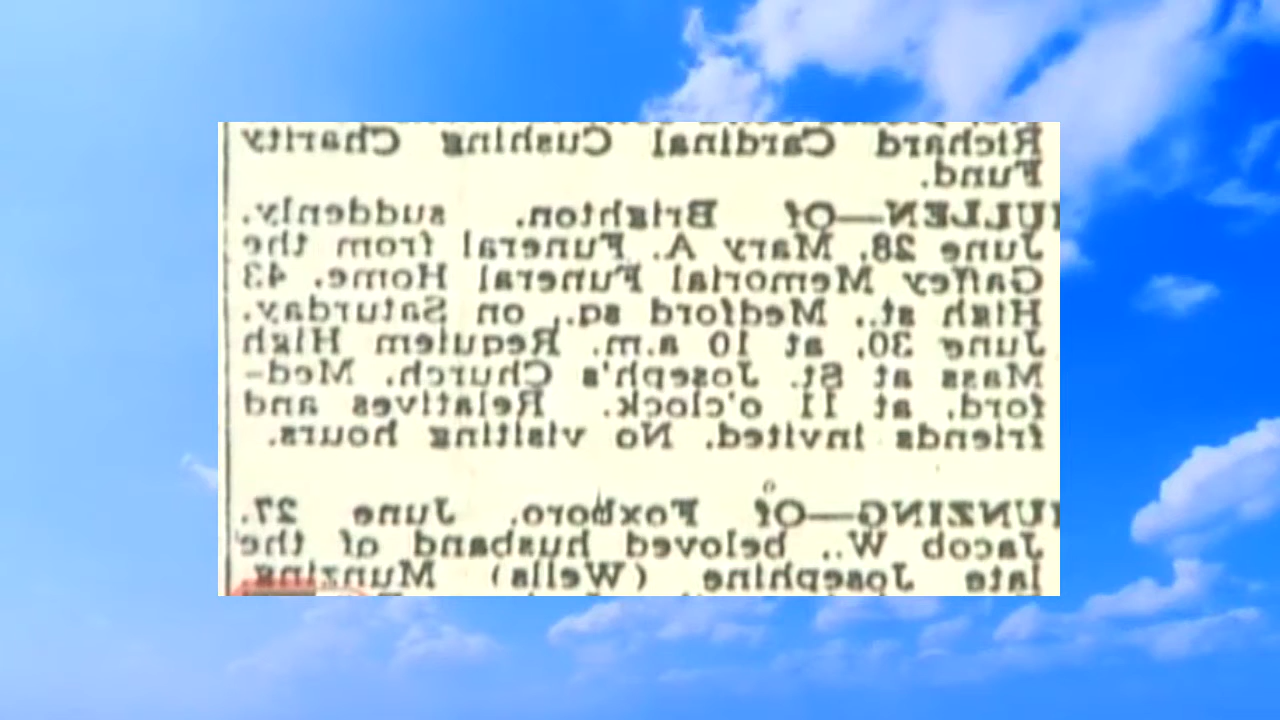 Richard Cardinal Cushing Charity
Fund.
ULLEN—Of Brighton, suddenly,
June 28, Mary A. Funeral from the
Gaffey Memorial Funeral Home, 43
High st., Medford sq., on Saturday,
June 30, at 10 a.m. Requiem High
Mass at St. Joseph's Church, Med-
ford, at 11 o'clock. Relatives and
friends invited. No visiting hours.
UNZING—Of Foxboro, June 27,
Jacob W., beloved husband of the
late Josephine (Wells) Munzing